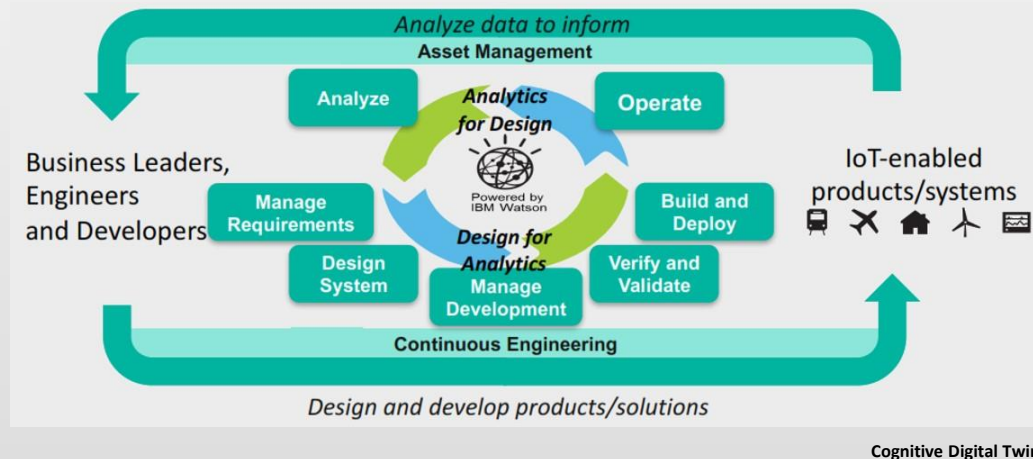 Analyze data to inform
Asset Management
Analyze
Analytics
for Design
Operate
Business Leaders,
Engineers
and Developers
Powered by
IBM Watson
IoT-enabled
products/systems
Manage
Requirements
Build and
Deploy
Design for
Analytics
Design
System
Manage
Development
Verify and
Validate
Continuous Engineering
Design and develop products/solutions
Cognitive Digital Twin